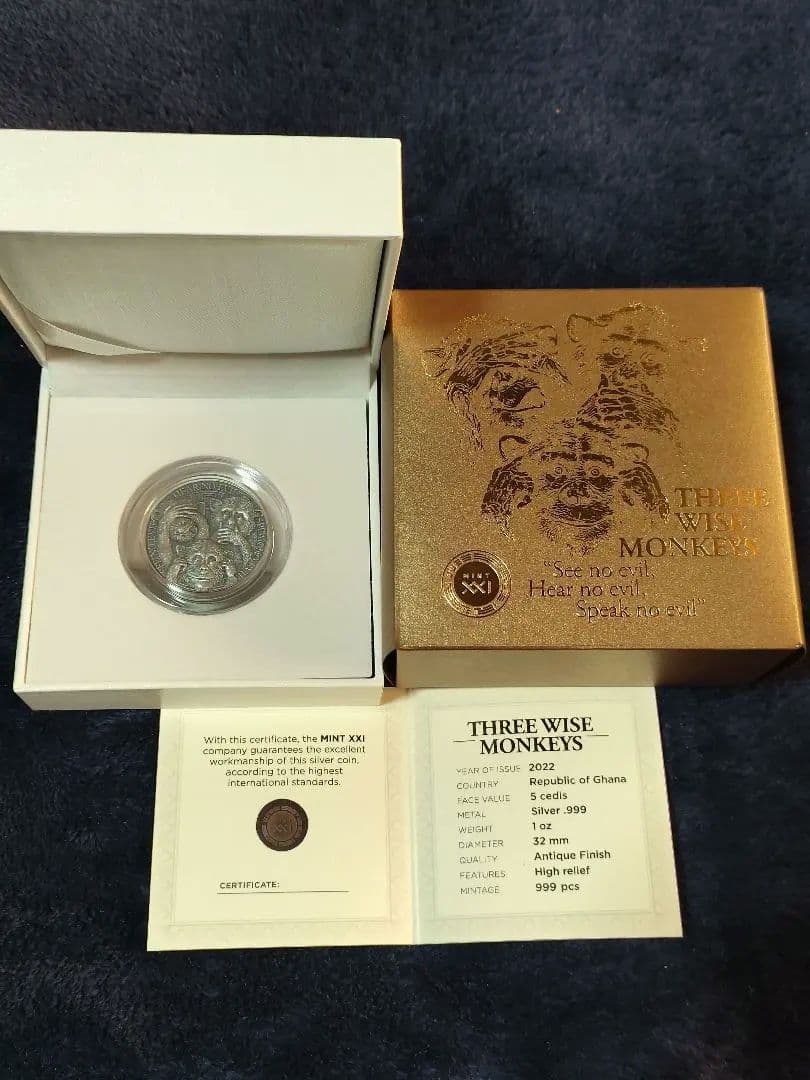 THREE
WISE
MONKEYS
MINT
XXI
"See no evil,
Hear no evil,
Speak no evil"
With this certificate, the MINT XXI
company guarantees the excellent
workmanship of this silver coin,
according to the highest
international standards.
XXI
CERTIFICATE:
THREE WISE
MONKEYS
YEAR OF ISSUE 2022
COUNTRY Republic of Ghana
FACE VALUE 5 cedis
METAL Silver .999
WEIGHT 1 oz
DIAMETER 32 mm
QUALITY Antique Finish
FEATURES High relief
MINTAGE 999 pcs